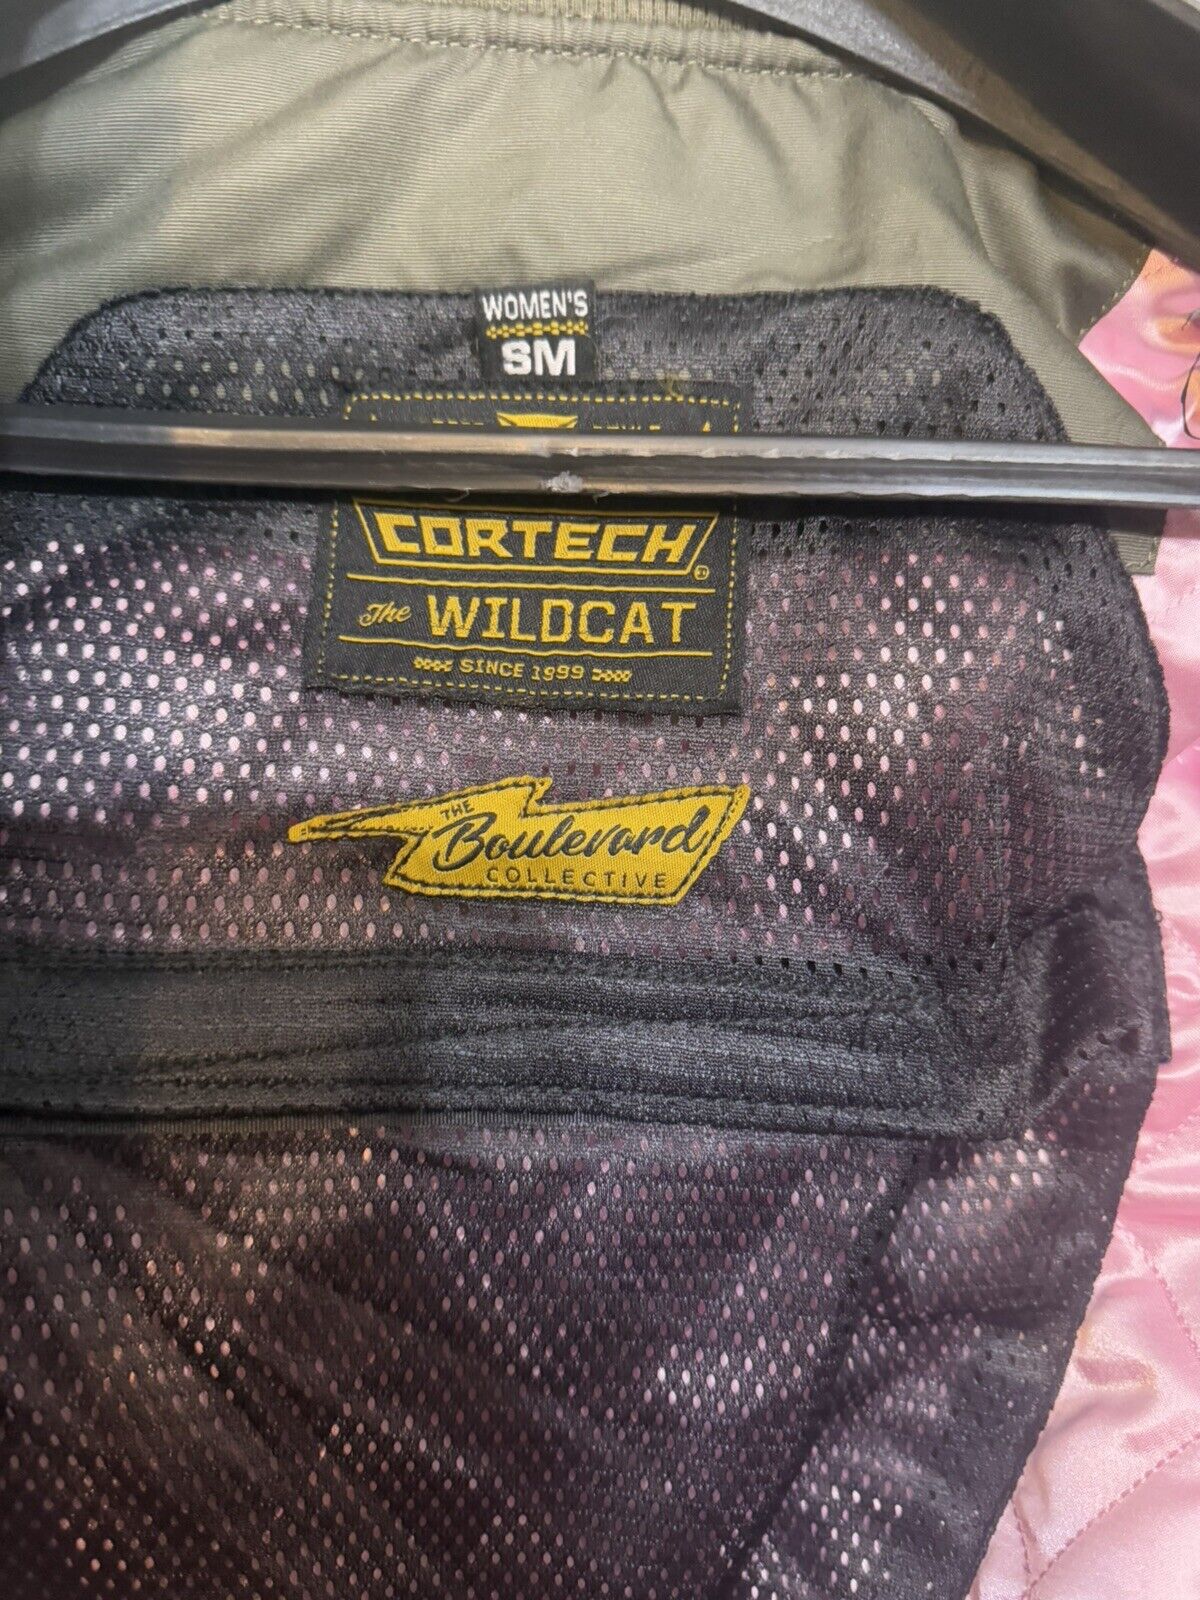 WOMEN'S
SM
CORTECH®
The WILDCAT
SINCE 1999
THE
Boulevard
COLLECTIVE